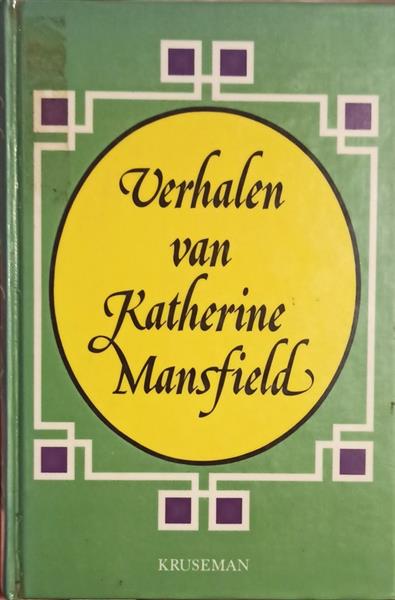 Verhalen
van
Katherine
Mansfield
KRUSEMAN